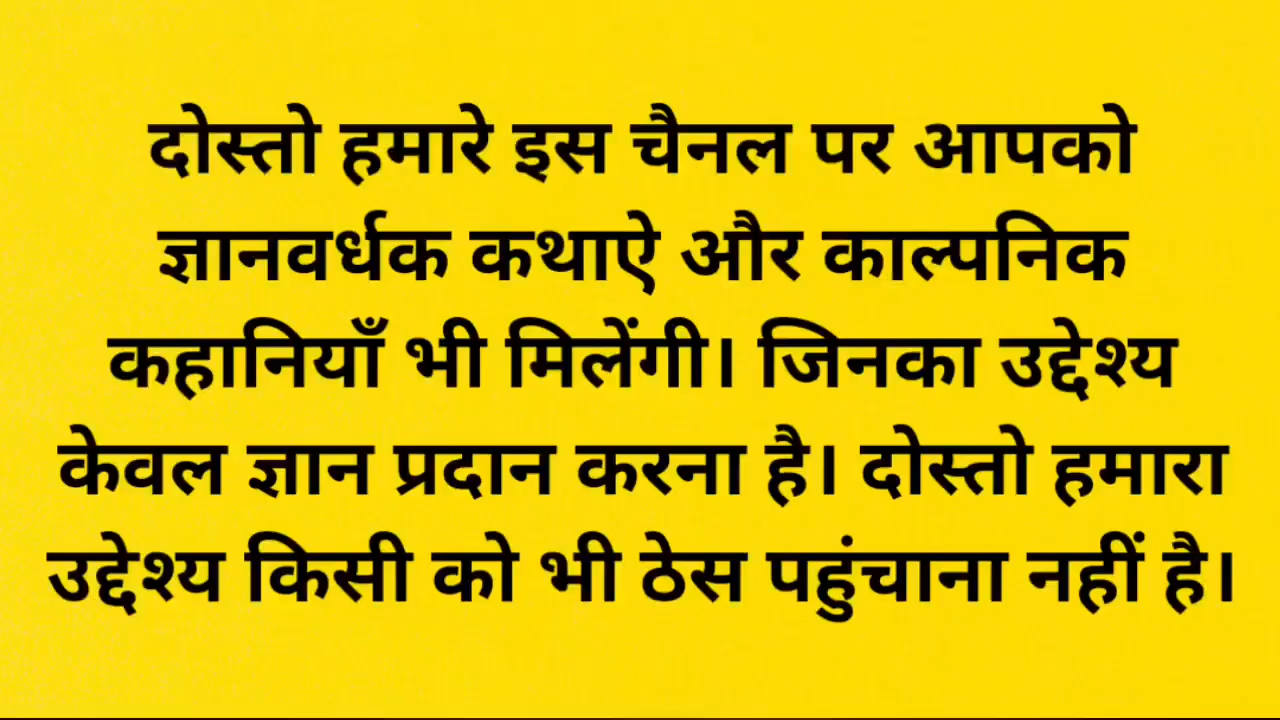 दोस्तो हमारे इस चैनल पर आपको
ज्ञानवर्धक कथाऐ और काल्पनिक
कहानियाँ भी मिलेंगी। जिनका उद्देश्य
केवल ज्ञान प्रदान करना है। दोस्तो हमारा
उद्देश्य किसी को भी ठेस पहुंचाना नहीं है।